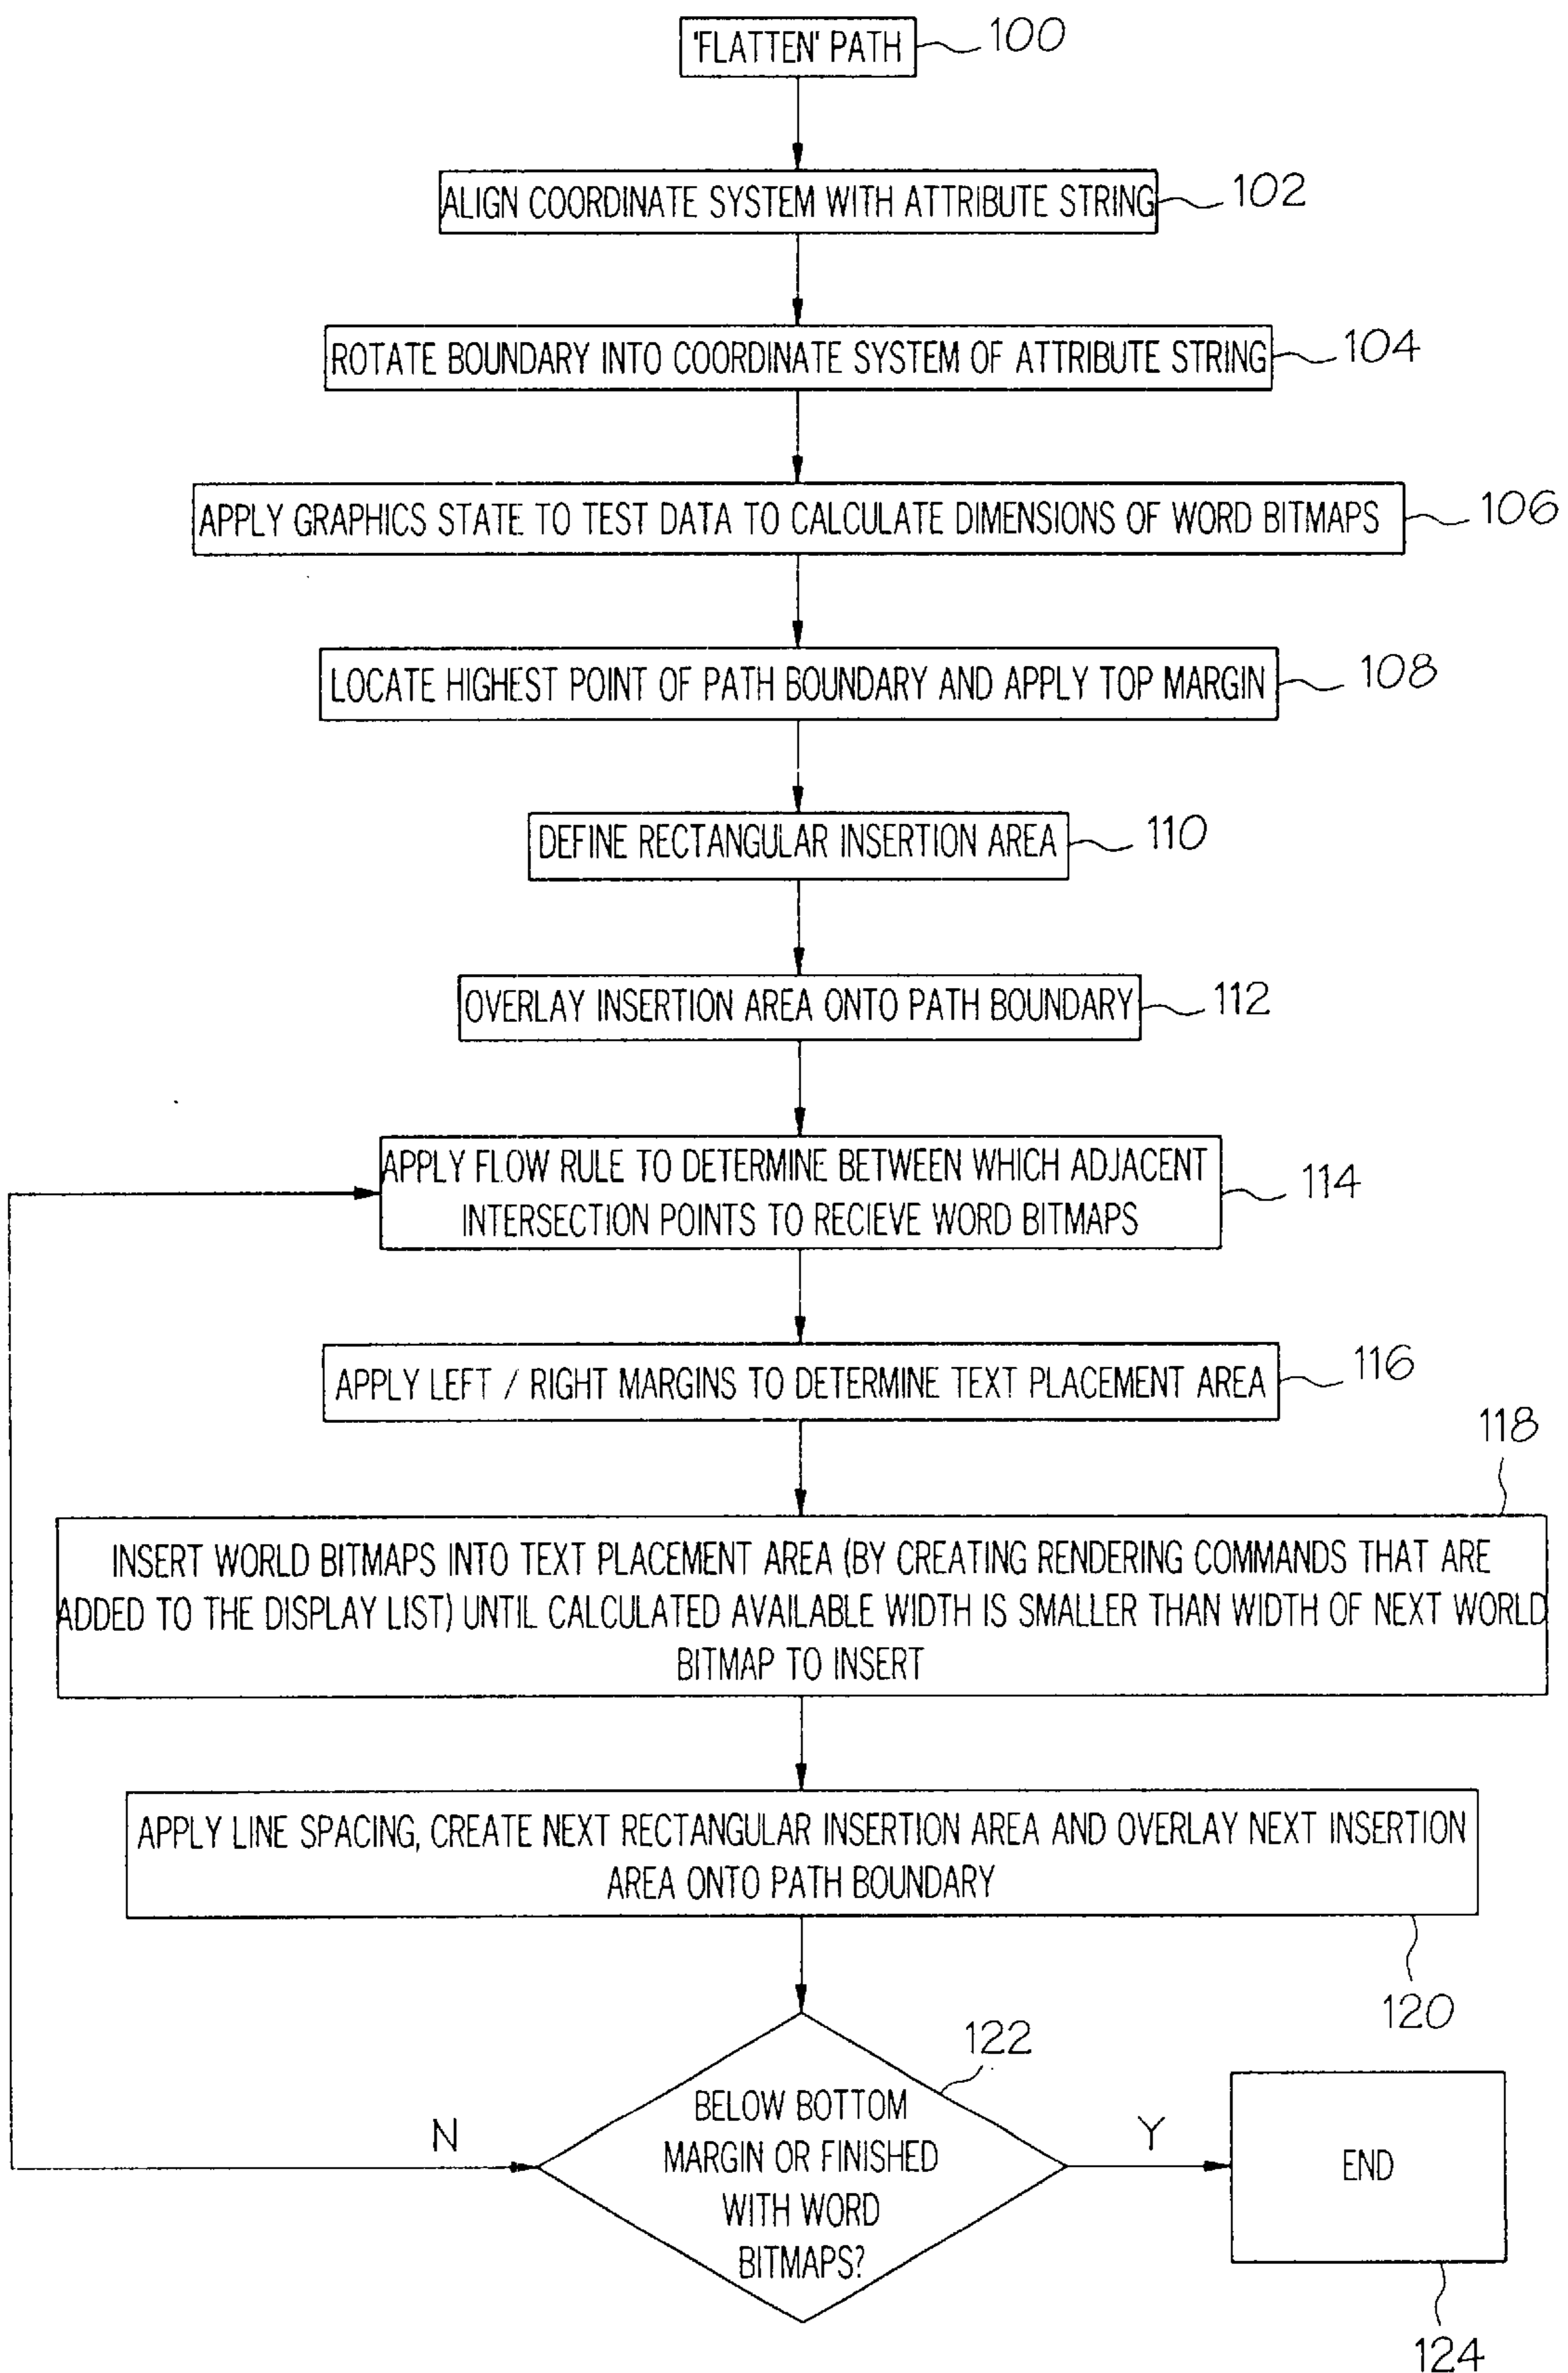 'FLATTEN' PATH
100
ALIGN COORDINATE SYSTEM WITH ATTRIBUTE STRING
102
ROTATE BOUNDARY INTO COORDINATE SYSTEM OF ATTRIBUTE STRING
104
APPLY GRAPHICS STATE TO TEST DATA TO CALCULATE DIMENSIONS OF WORD BITMAPS
106
LOCATE HIGHEST POINT OF PATH BOUNDARY AND APPLY TOP MARGIN
108
DEFINE RECTANGULAR INSERTION AREA
110
OVERLAY INSERTION AREA ONTO PATH BOUNDARY
112
APPLY FLOW RULE TO DETERMINE BETWEEN WHICH ADJACENT
INTERSECTION POINTS TO RECIEVE WORD BITMAPS
114
APPLY LEFT / RIGHT MARGINS TO DETERMINE TEXT PLACEMENT AREA
116
118
INSERT WORLD BITMAPS INTO TEXT PLACEMENT AREA (BY CREATING RENDERING COMMANDS THAT ARE
ADDED TO THE DISPLAY LIST) UNTIL CALCULATED AVAILABLE WIDTH IS SMALLER THAN WIDTH OF NEXT WORLD
BITMAP TO INSERT
APPLY LINE SPACING, CREATE NEXT RECTANGULAR INSERTION AREA AND OVERLAY NEXT INSERTION
AREA ONTO PATH BOUNDARY
120
122
BELOW BOTTOM
MARGIN OR FINISHED
WITH WORD
BITMAPS?
N
Y
END
124